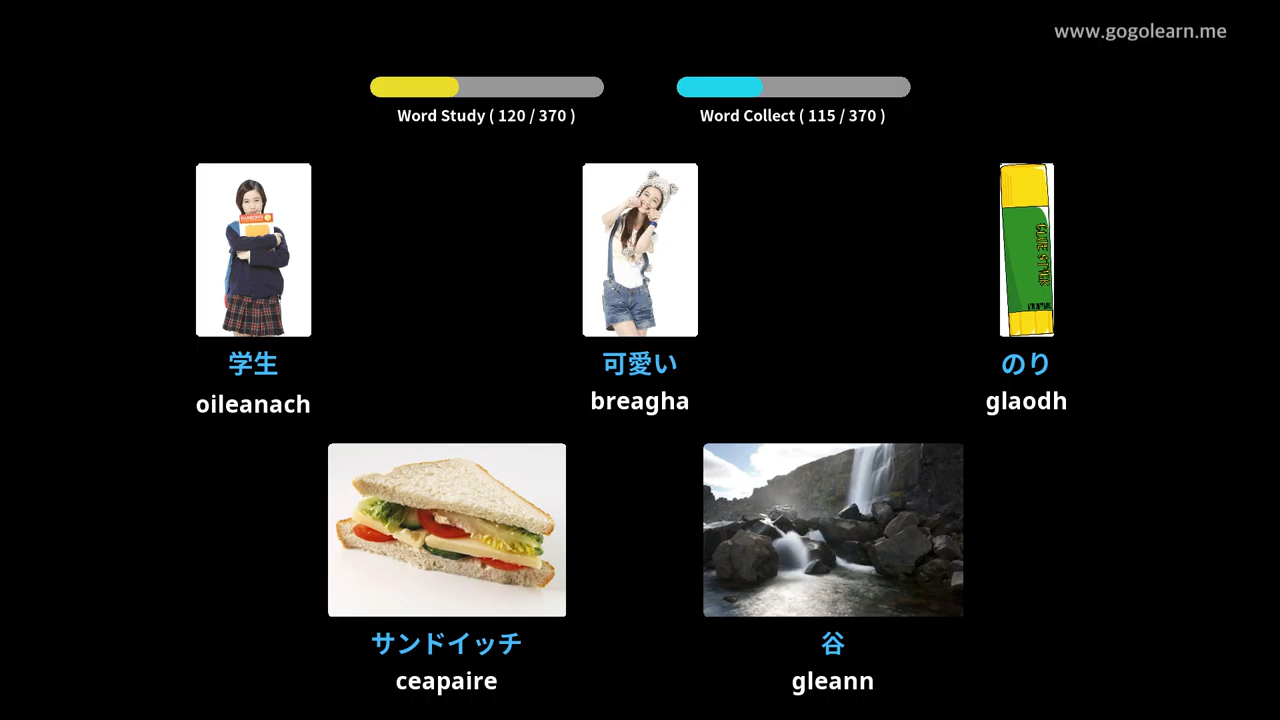 www.gogolearn.me
Word Study ( 120 / 370 )
Word Collect ( 115 / 370 )
学生
可愛い
のり
oileanach
breagha
glaodh
サンドイッチ
谷
ceapaire
gleann